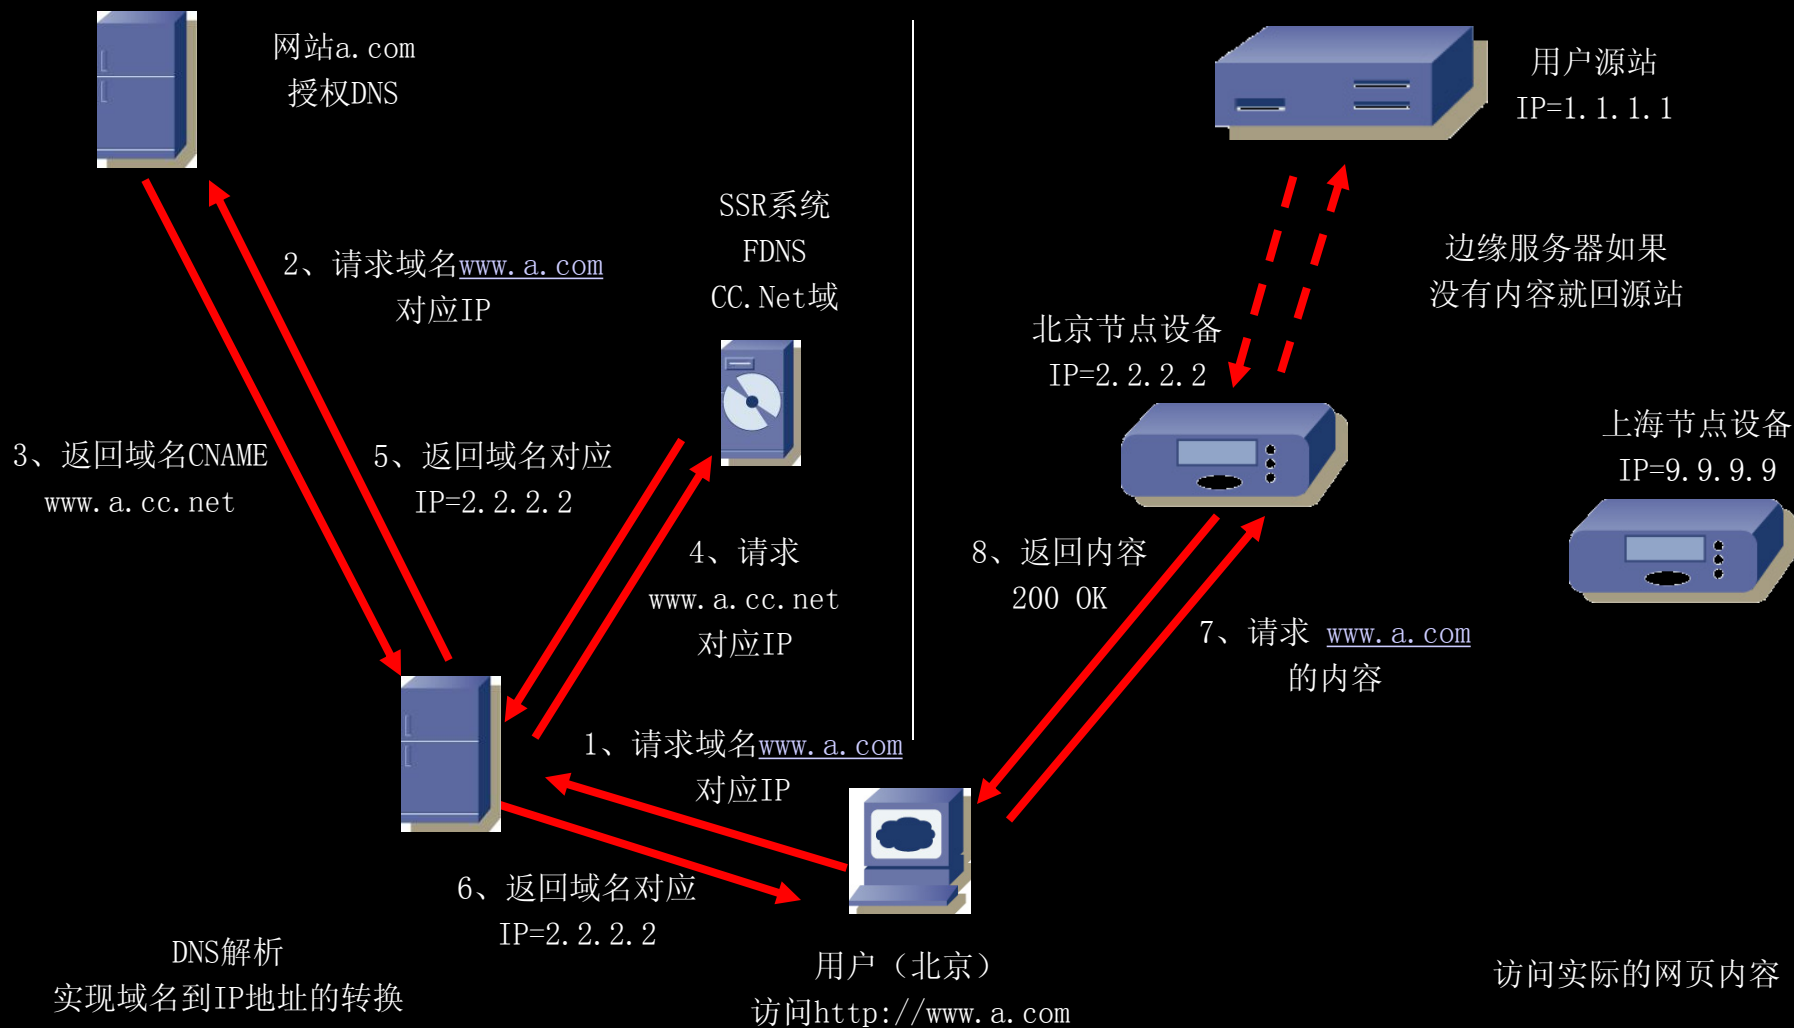 网站a.com
授权DNS
用户源站
IP=1.1.1.1
SSR系统
FDNS
CC.Net域
2、请求域名www.a.com
对应IP
边缘服务器如果
没有内容就回源站
北京节点设备
IP=2.2.2.2
上海节点设备
IP=9.9.9.9
3、返回域名CNAME
www.a.cc.net
5、返回域名对应
IP=2.2.2.2
4、请求
www.a.cc.net
对应IP
8、返回内容
200 OK
7、请求 www.a.com
的内容
1、请求域名www.a.com
对应IP
6、返回域名对应
IP=2.2.2.2
DNS解析
实现域名到IP地址的转换
用户（北京）
访问http://www.a.com
访问实际的网页内容